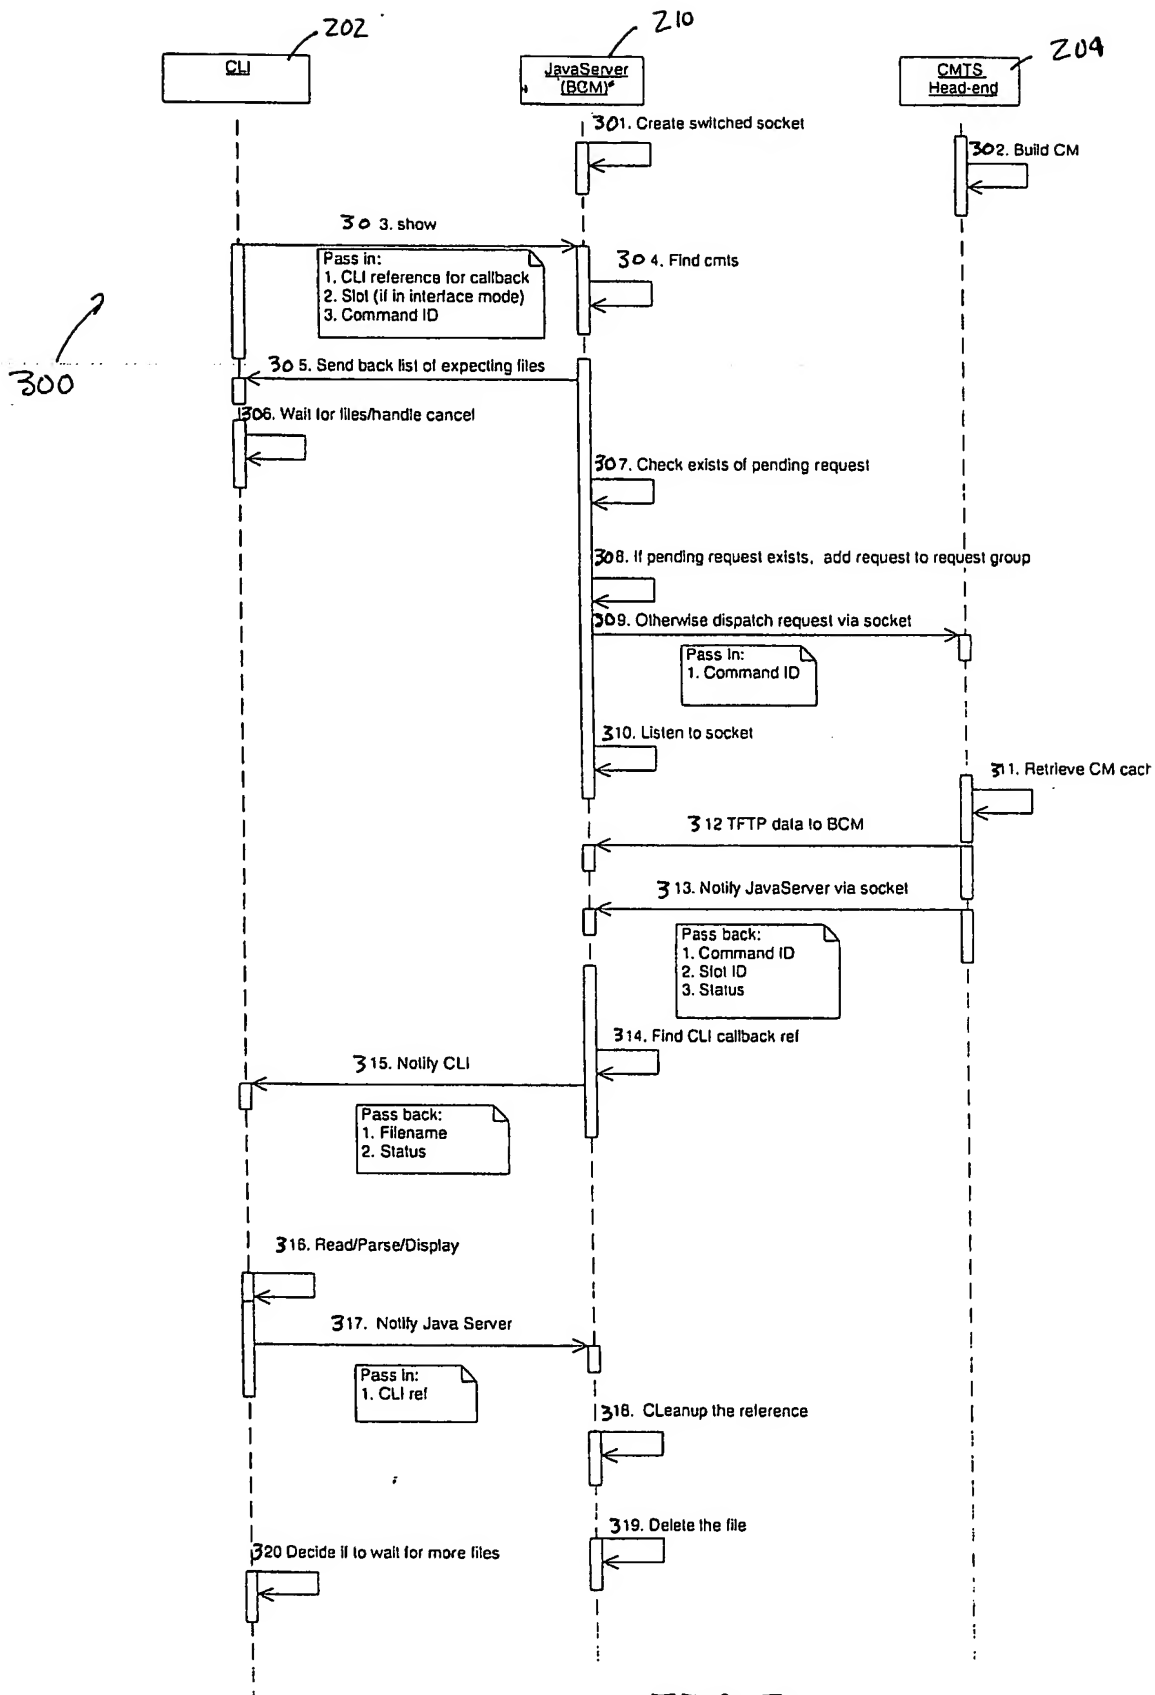 202
210
204
CLI
JavaServer
(BCM)
CMTS
Head-end
301. Create switched socket
302. Build CM
303. show
Pass in:
1. CLI reference for callback
2. Slot (if in interface mode)
3. Command ID
304. Find cmts
300
305. Send back list of expecting files
306. Wait for files/handle cancel
307. Check exists of pending request
308. If pending request exists, add request to request group
309. Otherwise dispatch request via socket
Pass in:
1. Command ID
310. Listen to socket
311. Retrieve CM cach
312 TFTP data to BCM
313. Notify JavaServer via socket
Pass back:
1. Command ID
2. Slot ID
3. Status
314. Find CLI callback ref
315. Notify CLI
Pass back:
1. Filename
2. Status
316. Read/Parse/Display
317. Notify Java Server
Pass in:
1. CLI ref
318. CLeanup the reference
319. Delete the file
320 Decide if to wait for more files